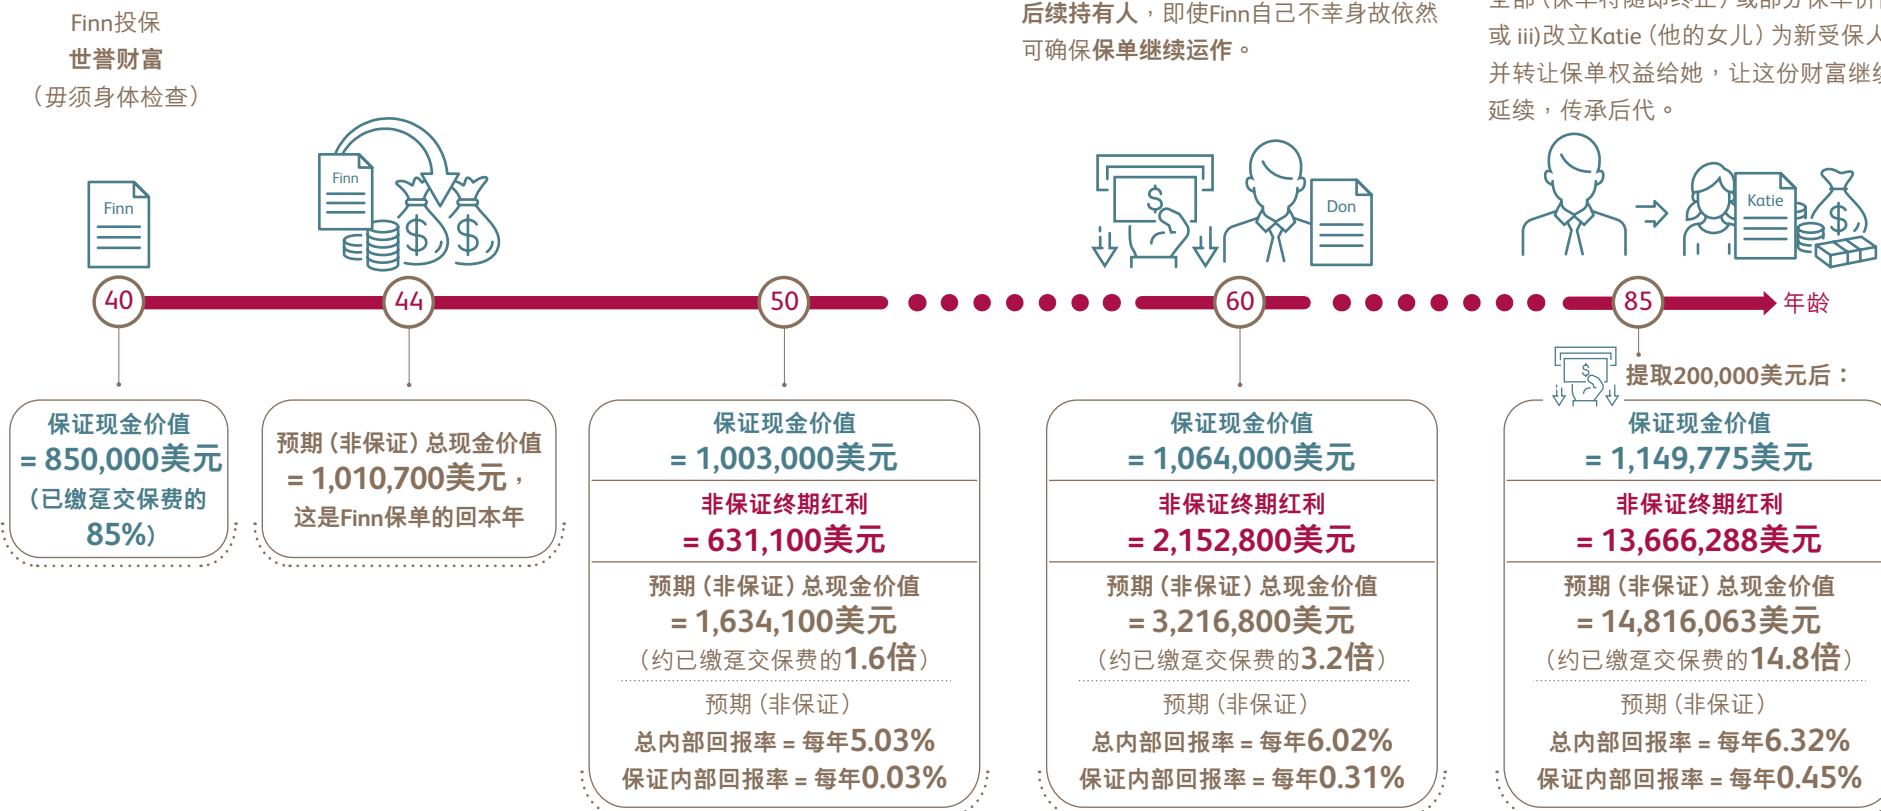 Finn投保
世誉财富
（毋须身体检查）
后续持有人，即使Finn自己不幸身故依然
可确保保单继续运作。
全部（保单将随即终止）或部分保单价
或 iii)改立Katie（他的女儿）为新受保人
并转让保单权益给她，让这份财富继续
延续，传承后代。
Finn
Finn
$
$
$
Don
Katie
$
40
44
50
60
85
年龄
保证现金价值
= 850,000美元
（已缴趸交保费的
85%）
预期（非保证）总现金价值
= 1,010,700美元，
这是Finn保单的回本年
保证现金价值
= 1,003,000美元
非保证终期红利
= 631,100美元
预期（非保证）总现金价值
= 1,634,100美元
（约已缴趸交保费的1.6倍）
预期（非保证）
总内部回报率 = 每年5.03%
保证内部回报率 = 每年0.03%
保证现金价值
= 1,064,000美元
非保证终期红利
= 2,152,800美元
预期（非保证）总现金价值
= 3,216,800美元
（约已缴趸交保费的3.2倍）
预期（非保证）
总内部回报率 = 每年6.02%
保证内部回报率 = 每年0.31%
$
提取200,000美元后：
保证现金价值
= 1,149,775美元
非保证终期红利
= 13,666,288美元
预期（非保证）总现金价值
= 14,816,063美元
（约已缴趸交保费的14.8倍）
预期（非保证）
总内部回报率 = 每年6.32%
保证内部回报率 = 每年0.45%